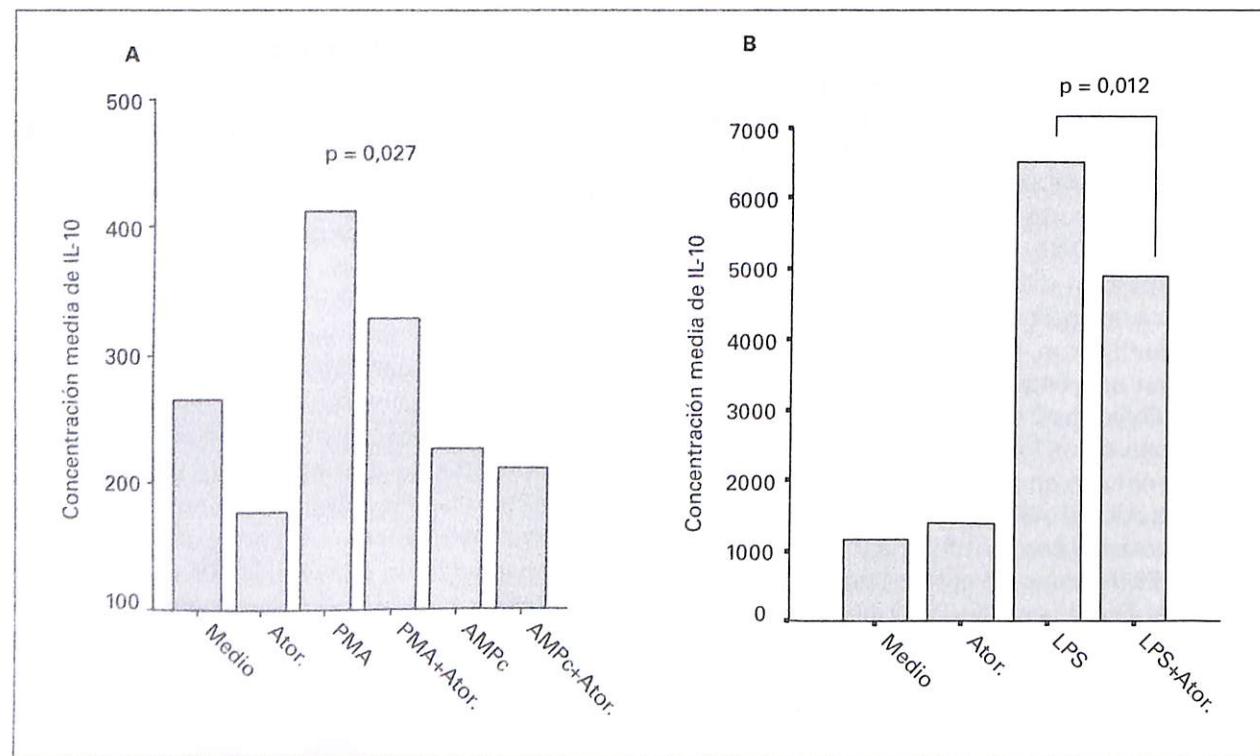 A
p = 0,027
Concentración media de IL-10
500
400
300
200
100
Medio
Ator.
PMA
PMA+Ator.
AMPc
AMPc+Ator.
B
p = 0,012
Concentración media de IL-10
7000
6000
5000
4000
3000
2000
1000
0
Medio
Ator.
LPS
LPS+Ator.